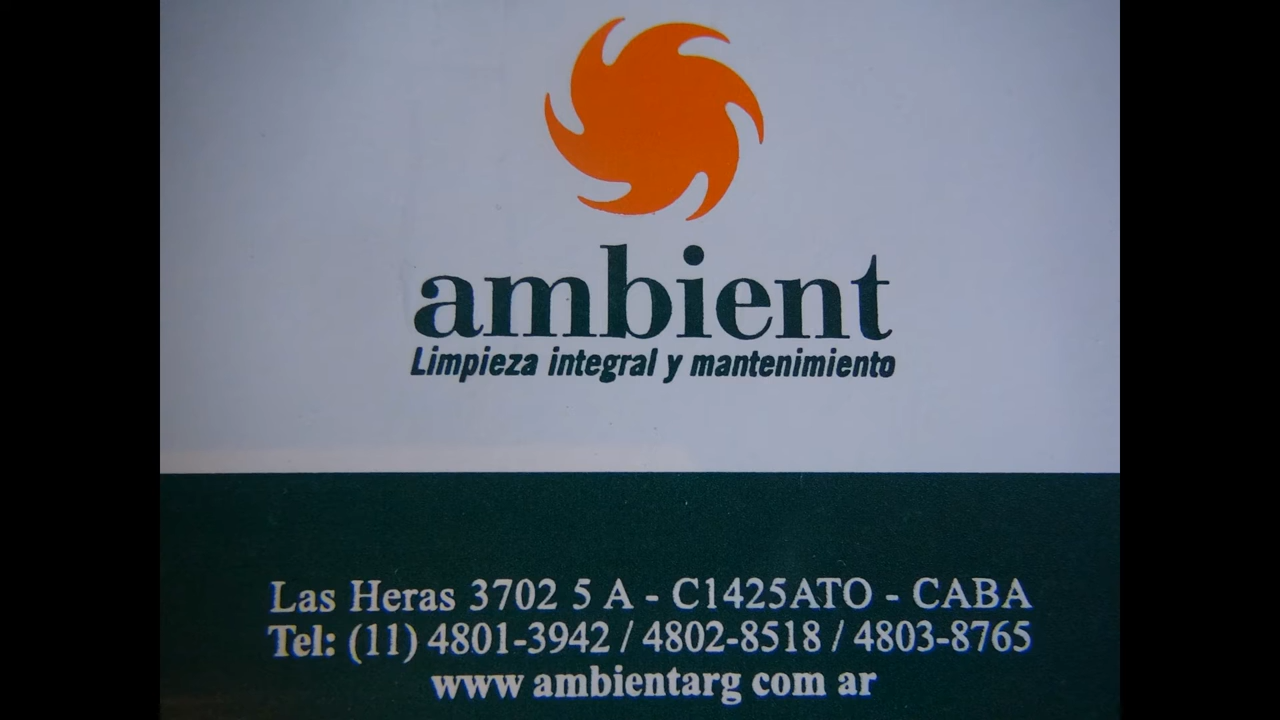 ambient
Limpieza integral y mantenimiento
Las Heras 3702 5 A - C1425ATO - CABA
Tel: (11) 4801-3942 / 4802-8518 / 4803-8765
www ambientarg com ar